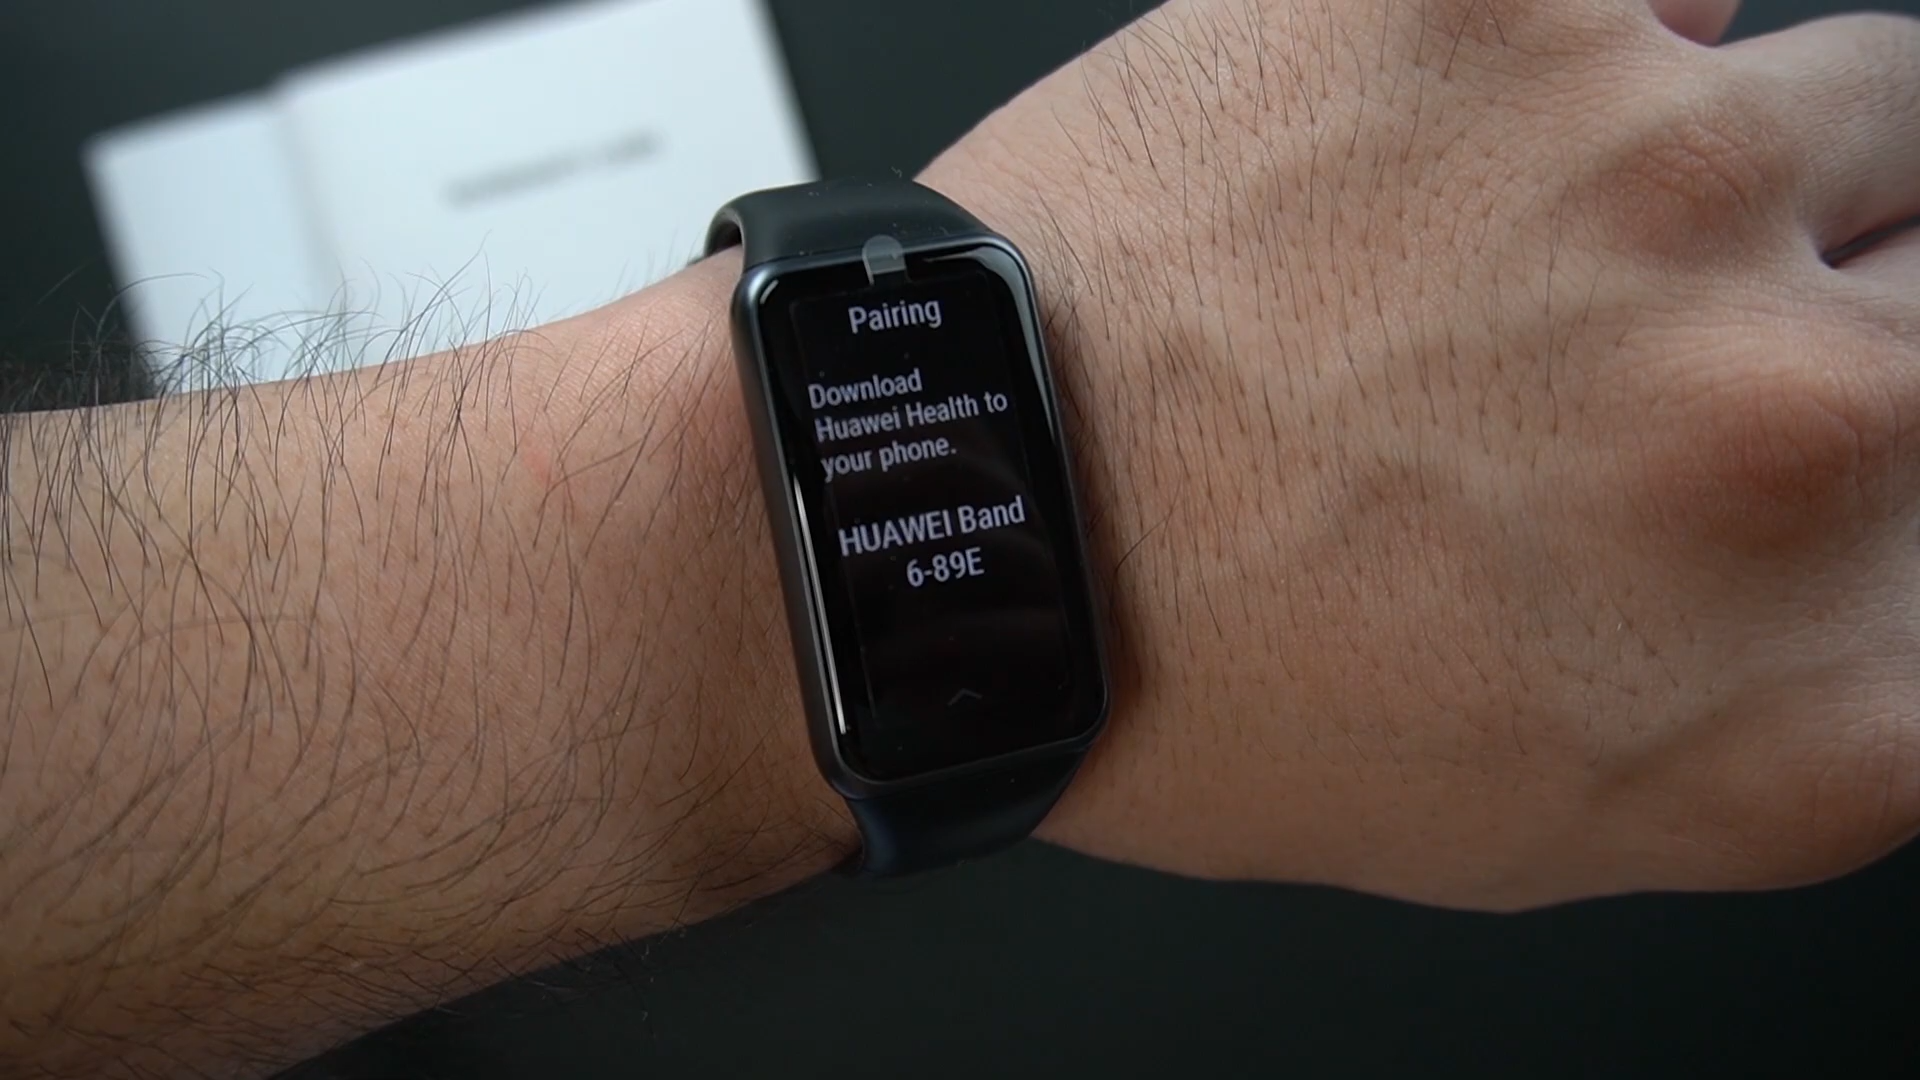 Pairing
Download
Huawei Health to
your phone.
HUAWEI Band
6-89E